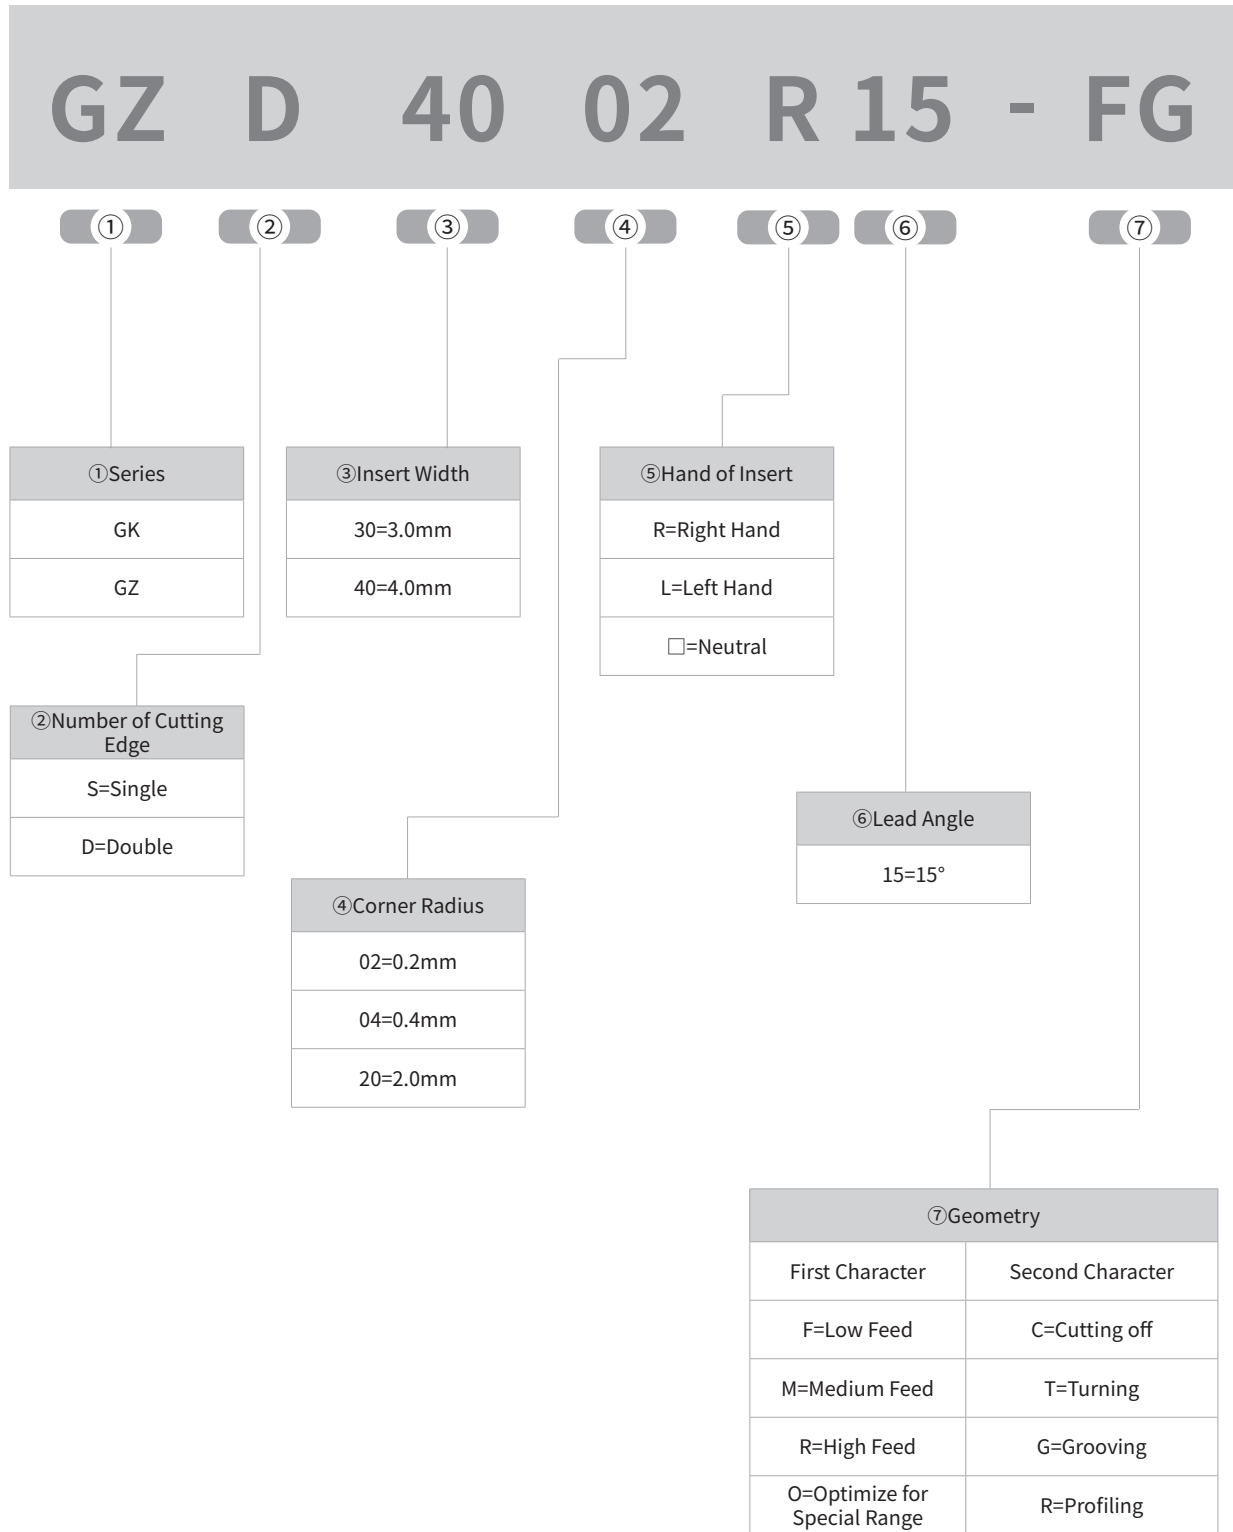 GZ D 40 02 R 15 - FG
① ② ③ ④ ⑤ ⑥ ⑦
①Series
GK
GZ
③Insert Width
30=3.0mm
40=4.0mm
⑤Hand of Insert
R=Right Hand
L=Left Hand
□=Neutral
②Number of Cutting
Edge
S=Single
D=Double
⑥Lead Angle
15=15°
④Corner Radius
02=0.2mm
04=0.4mm
20=2.0mm
⑦Geometry
First Character Second Character
F=Low Feed C=Cutting off
M=Medium Feed T=Turning
R=High Feed G=Grooving
O=Optimize for
Special Range R=Profiling